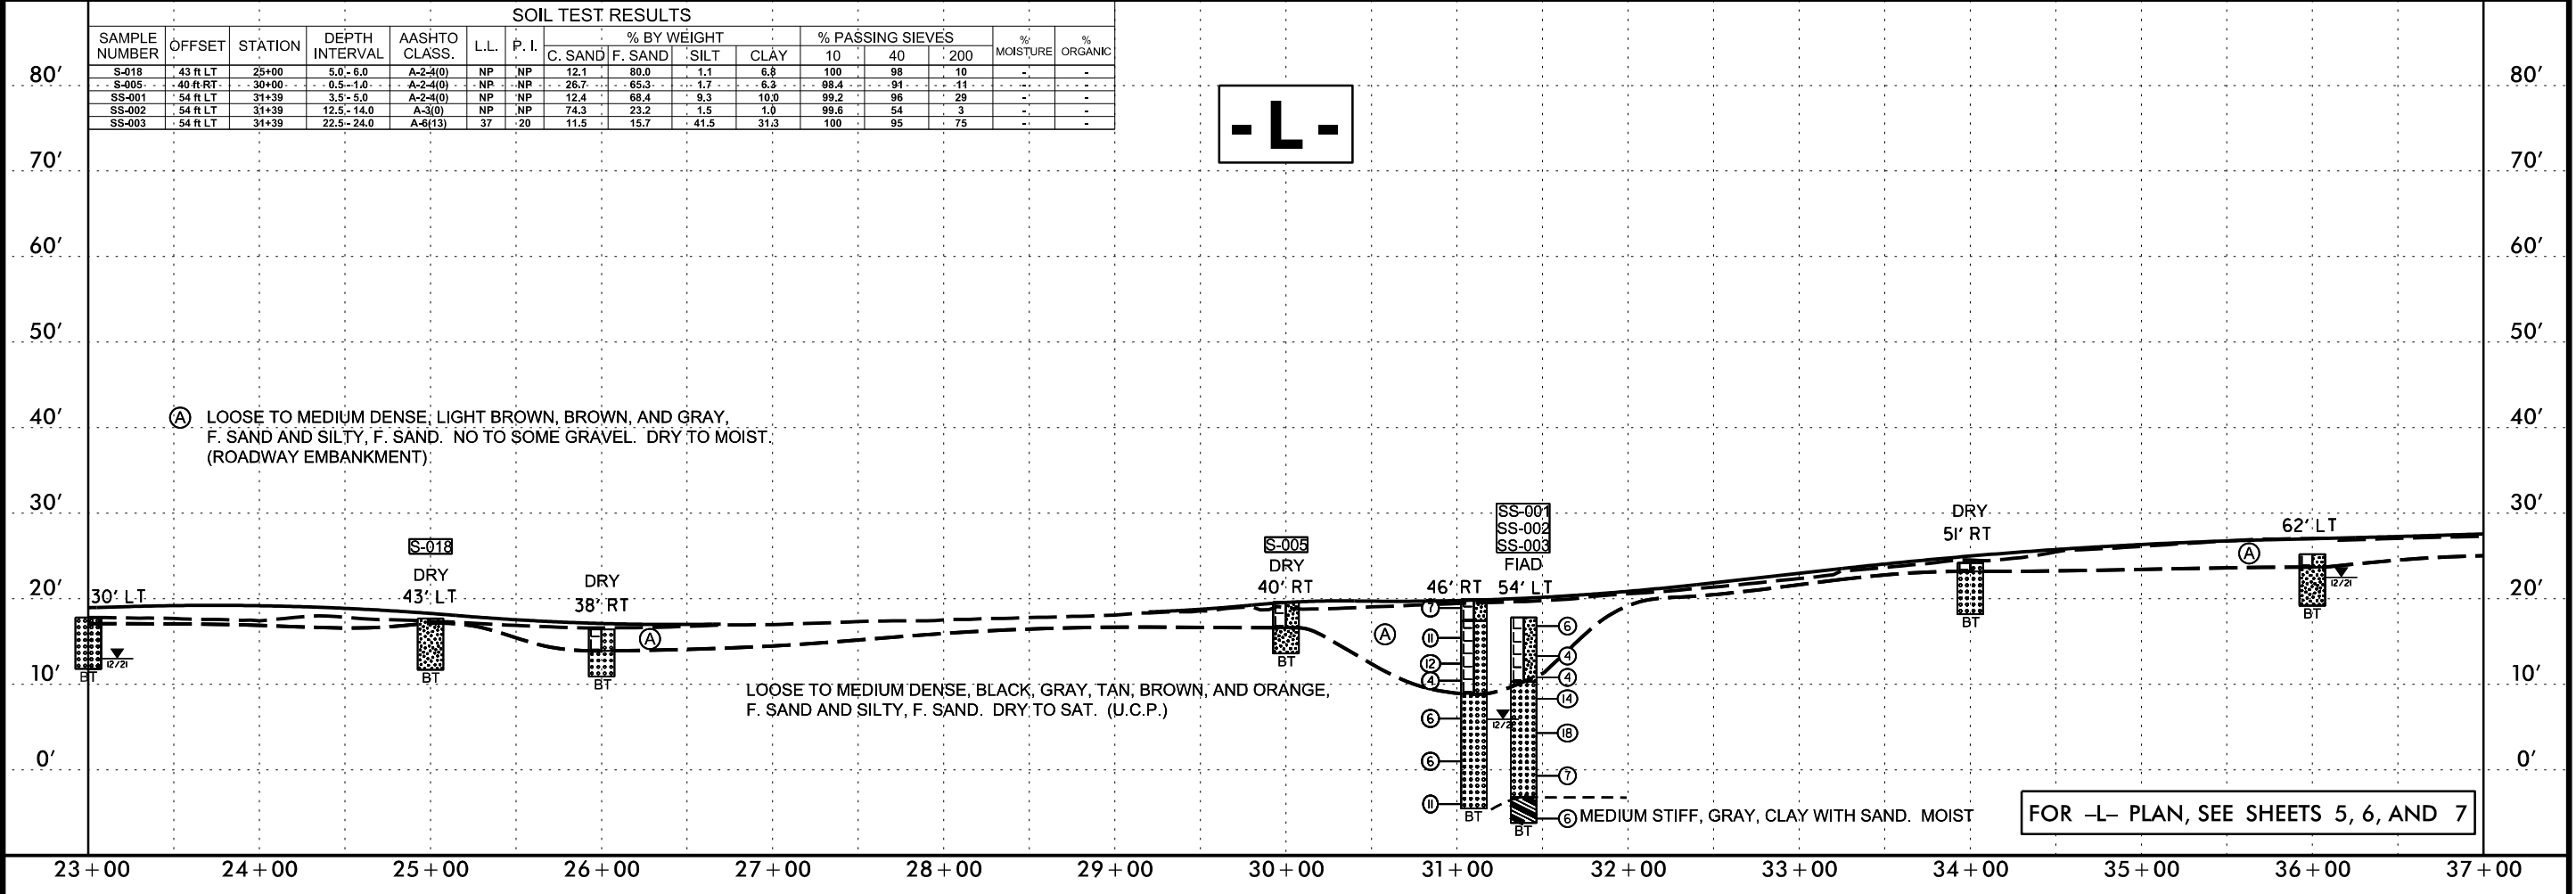 SOIL TEST RESULTS
SAMPLE NUMBER OFFSET STATION DEPTH INTERVAL AASHTO CLASS. L.L. P. I. % BY WEIGHT % PASSING SIEVES % MOISTURE % ORGANIC
C. SAND F. SAND SILT CLAY 10 40 200
S-018 43 ft LT 25+00 5.0 - 6.0 A-2-4(0) NP NP 12.1 80.0 1.1 6.8 100 98 10 - -
S-005 40 ft RT 30+00 0.5 - 1.0 A-2-4(0) NP NP 26.7 65.3 1.7 6.3 98.4 91 11 - -
SS-001 54 ft LT 31+39 3.5 - 5.0 A-2-4(0) NP NP 12.4 68.4 9.3 10.0 99.2 96 29 - -
SS-002 54 ft LT 31+39 12.5 - 14.0 A-3(0) NP NP 74.3 23.2 1.5 1.0 99.6 54 3 - -
SS-003 54 ft LT 31+39 22.5 - 24.0 A-6(13) 37 20 11.5 15.7 41.5 31.3 100 95 75 - -
- L -
80' 80'
70' 70'
60' 60'
50' 50'
40' 40'
A LOOSE TO MEDIUM DENSE, LIGHT BROWN, BROWN, AND GRAY,
F. SAND AND SILTY, F. SAND. NO TO SOME GRAVEL. DRY TO MOIST.
(ROADWAY EMBANKMENT)
30' 30'
20' 20'
10' 10'
0' 0'
30' LT
12/21
BT
S-018
DRY
43' LT
BT
DRY
38' RT
BT
A
S-005
DRY
40' RT
BT
A
46' RT
7
11
12
4
6
6
11
BT
SS-001
SS-002
SS-003
FIAD
54' LT
12/21
6
4
4
14
18
7
6
BT
MEDIUM STIFF, GRAY, CLAY WITH SAND. MOIST
DRY
51' RT
BT
A
62' LT
12/21
BT
LOOSE TO MEDIUM DENSE, BLACK, GRAY, TAN, BROWN, AND ORANGE,
F. SAND AND SILTY, F. SAND. DRY TO SAT. (U.C.P.)
FOR -L- PLAN, SEE SHEETS 5, 6, AND 7
23+00 24+00 25+00 26+00 27+00 28+00 29+00 30+00 31+00 32+00 33+00 34+00 35+00 36+00 37+00